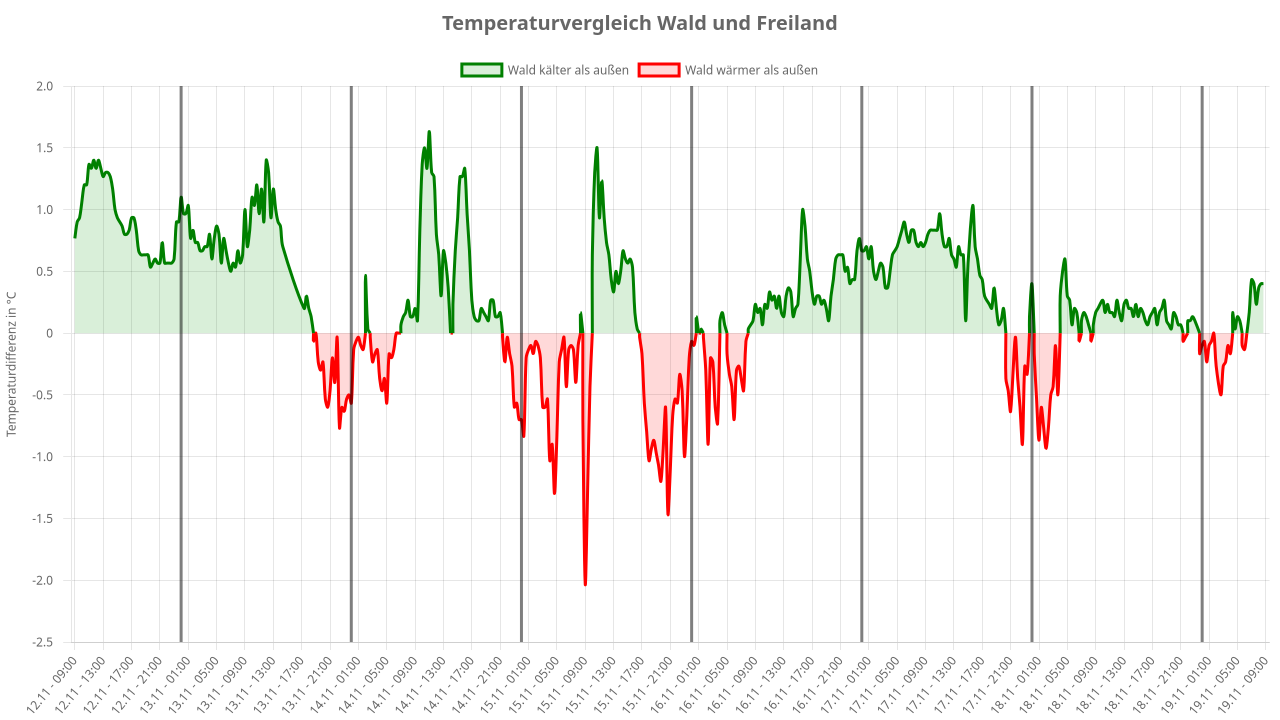 Temperaturvergleich Wald und Freiland
Wald kälter als außen
Wald wärmer als außen
Temperaturdifferenz in °C
2.0
1.5
1.0
0.5
0
-0.5
-1.0
-1.5
-2.0
-2.5
12.11 - 09:00
12.11 - 13:00
12.11 - 17:00
12.11 - 21:00
13.11 - 01:00
13.11 - 05:00
13.11 - 09:00
13.11 - 13:00
13.11 - 17:00
13.11 - 21:00
14.11 - 01:00
14.11 - 05:00
14.11 - 09:00
14.11 - 13:00
14.11 - 17:00
14.11 - 21:00
15.11 - 01:00
15.11 - 05:00
15.11 - 09:00
15.11 - 13:00
15.11 - 17:00
15.11 - 21:00
16.11 - 01:00
16.11 - 05:00
16.11 - 09:00
16.11 - 13:00
16.11 - 17:00
16.11 - 21:00
17.11 - 01:00
17.11 - 05:00
17.11 - 09:00
17.11 - 13:00
17.11 - 17:00
17.11 - 21:00
18.11 - 01:00
18.11 - 05:00
18.11 - 09:00
18.11 - 13:00
18.11 - 17:00
18.11 - 21:00
19.11 - 01:00
19.11 - 05:00
19.11 - 09:00